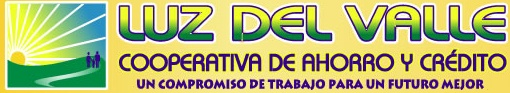 LUZ DEL VALLE
COOPERATIVA DE AHORRO Y CRÉDITO
UN COMPROMISO DE TRABAJO PARA UN FUTURO MEJOR